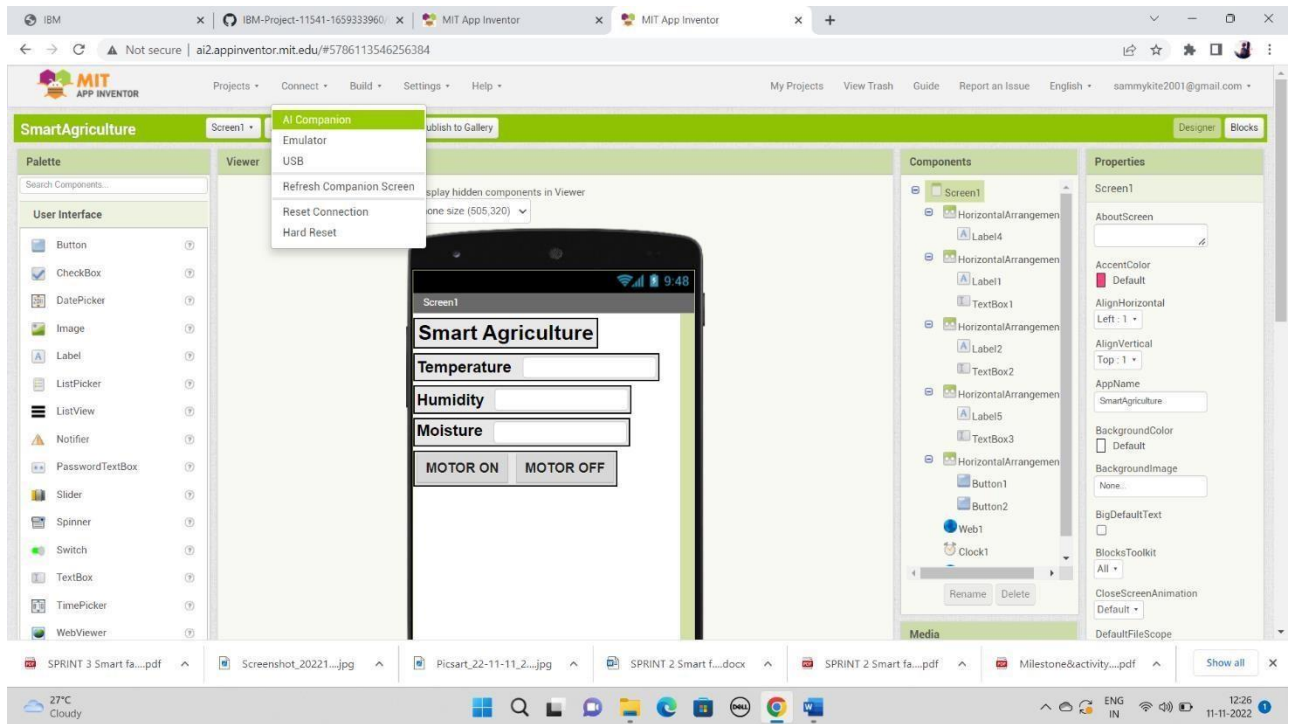 IBM
IBM-Project-11541-1659333960/
MIT App Inventor
MIT App Inventor
Not secure | ai2.appinventor.mit.edu/#5786113546256384
MIT
APP INVENTOR
Projects Connect Build Settings Help
My Projects View Trash Guide Report an Issue English sammykite2001@gmail.com
SmartAgriculture
Screen1
ublish to Gallery
Designer Blocks
AI Companion
Emulator
USB
Refresh Companion Screen
Reset Connection
Hard Reset
Palette
Search Components...
User Interface
Button
CheckBox
DatePicker
Image
Label
ListPicker
ListView
Notifier
PasswordTextBox
Slider
Spinner
Switch
TextBox
TimePicker
WebViewer
Viewer
splay hidden components in Viewer
one size (505,320)
9:48
Screen1
Smart Agriculture
Temperature
Humidity
Moisture
MOTOR ON MOTOR OFF
Components
Screen1
HorizontalArrangemen
Label4
HorizontalArrangemen
Label1
TextBox1
HorizontalArrangemen
Label2
TextBox2
HorizontalArrangemen
Label5
TextBox3
HorizontalArrangemen
Button1
Button2
Web1
Clock1
Rename Delete
Media
Properties
Screen1
AboutScreen
AccentColor
Default
AlignHorizontal
Left : 1
AlignVertical
Top : 1
AppName
SmartAgriculture
BackgroundColor
Default
BackgroundImage
None...
BigDefaultText
BlocksToolkit
All
CloseScreenAnimation
Default
DefaultFileScope
SPRINT 3 Smart fa....pdf
Screenshot_20221....jpg
Picsart_22-11-11_2....jpg
SPRINT 2 Smart f....docx
SPRINT 2 Smart fa....pdf
Milestone&activity....pdf
Show all
27°C
Cloudy
DELL
ENG
IN
12:26
11-11-2022
1